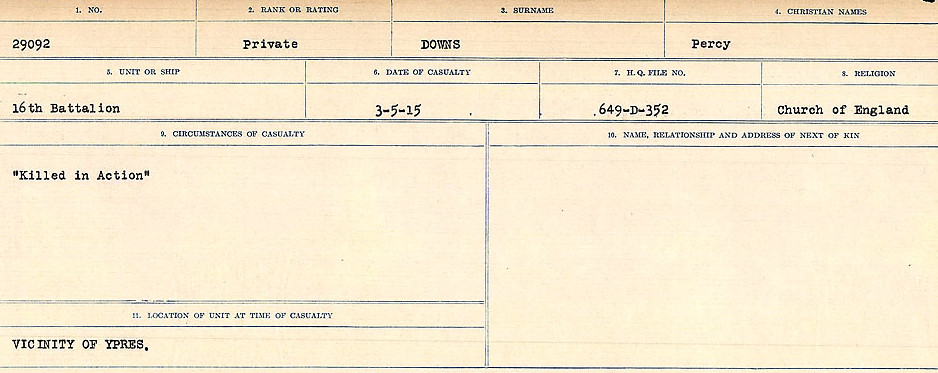 1. NO. 2. RANK OR RATING 3. SURNAME 4. CHRISTIAN NAMES
29092 Private DOWNS Percy
5. UNIT OR SHIP 6. DATE OF CASUALTY 7. H. Q. FILE NO. 8. RELIGION
16th Battalion 3-5-15 649-D-352 Church of England
9. CIRCUMSTANCES OF CASUALTY 10. NAME, RELATIONSHIP AND ADDRESS OF NEXT OF KIN
"Killed in Action"
11. LOCATION OF UNIT AT TIME OF CASUALTY
VICINITY OF YPRES.